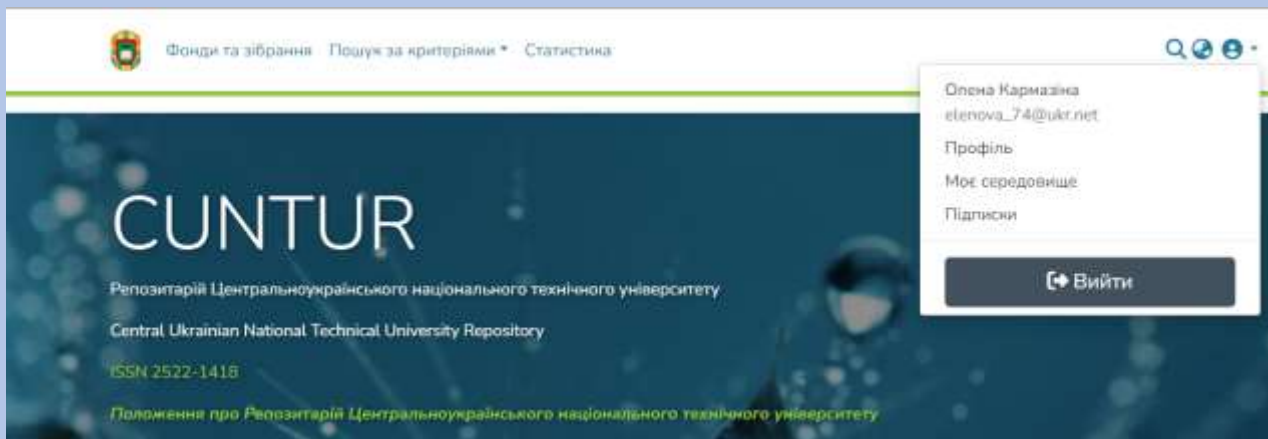 Фонди та зібрання Пошук за критеріями Статистика
Олена Кармазіна
elenova_74@ukr.net
Профіль
Моє середовище
Підписки
Вийти
CUNTUR
Репозитарій Центральноукраїнського національного технічного університету
Central Ukrainian National Technical University Repository
ISSN 2522-1418
Положення про Репозитарій Центральноукраїнського національного технічного університету